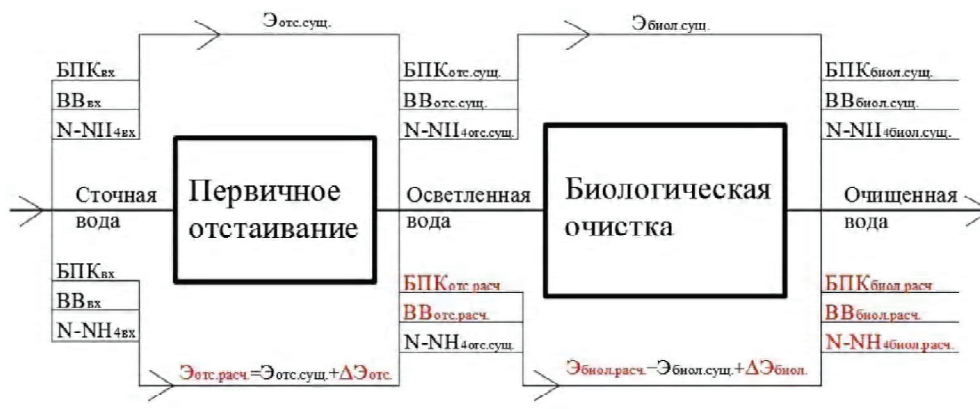 Эотс.сущ.
Эбиол.сущ.
БПКвх
ВВвх
N-NH4вх
БПКотс.сущ.
ВВотс.сущ.
N-NH4отс.сущ.
БПКбиол.сущ.
ВВбиол.сущ.
N-NH4биол.сущ.
Сточная
вода
Первичное
отстаивание
Осветленная
вода
Биологическая
очистка
Очищенная
вода
БПКвх
ВВвх
N-NH4вх
БПКотс.расч
ВВотс.расч.
N-NH4отс.сущ.
БПКбиол.расч
ВВбиол.расч.
N-NH4биол.расч.
Эотс.расч.=Эотс.сущ.+ΔЭотс.
Эбиол.расч.=Эбиол.сущ.+ΔЭбиол.